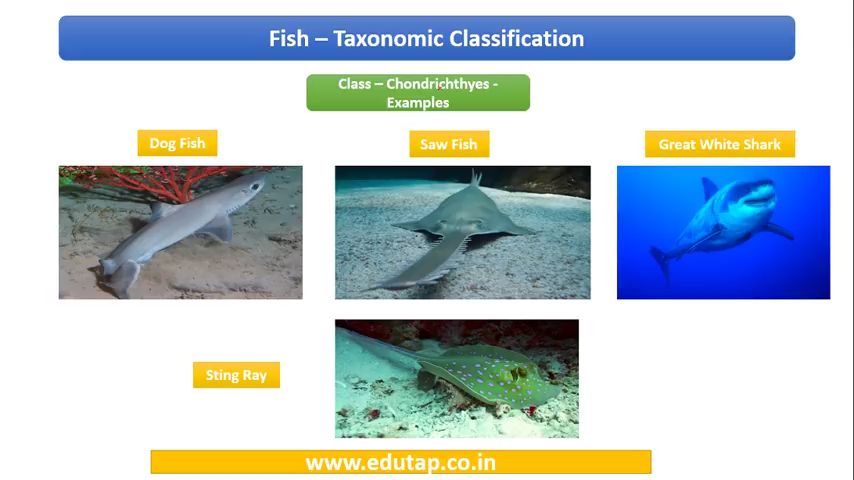 Fish – Taxonomic Classification
Class – Chondrichthyes -
Examples
Dog Fish
Saw Fish
Great White Shark
Sting Ray
www.edutap.co.in